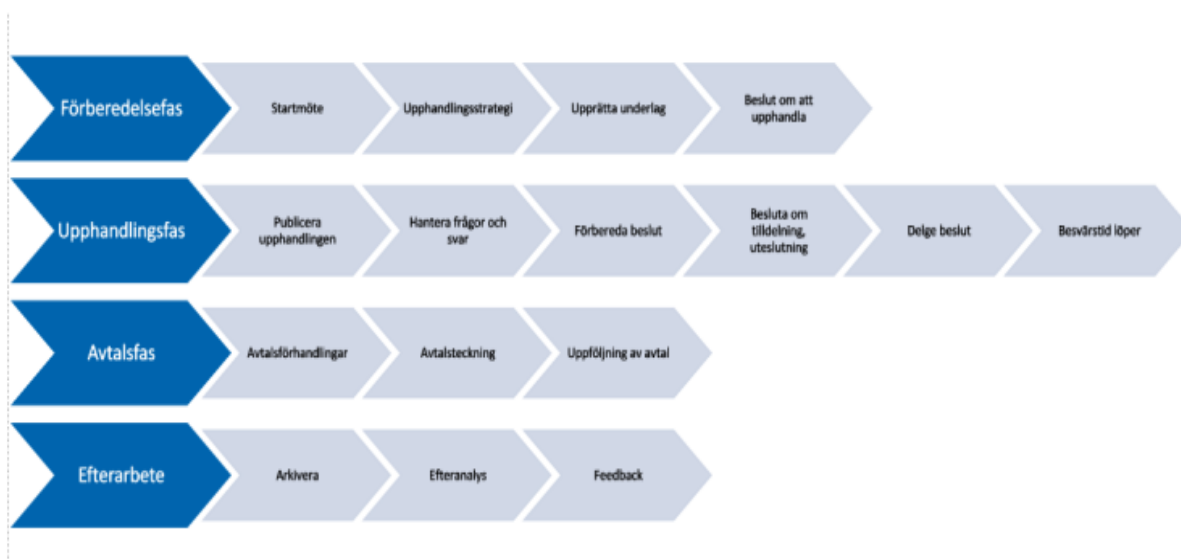 Förberedelsefas
Startmöte
Upphandlingsstrategi
Upprätta underlag
Beslut om att
upphandla
Upphandlingsfas
Publicera
upphandlingen
Hantera frågor och
svar
Förbereda beslut
Besluta om
tilldelning,
uteslutning
Delge beslut
Besvärstid löper
Avtalsfas
Avtalsförhandlingar
Avtalsteckning
Uppföljning av avtal
Efterarbete
Arkivera
Efteranalys
Feedback